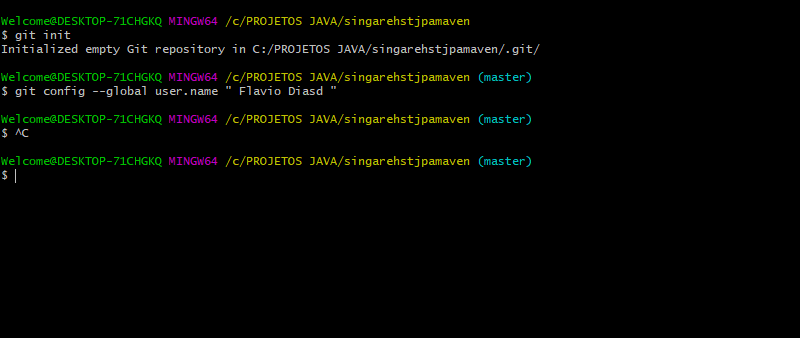 Welcome@DESKTOP-71CHGKQ MINGW64 /c/PROJETOS JAVA/singarehstjpamaven
$ git init
Initialized empty Git repository in C:/PROJETOS JAVA/singarehstjpamaven/.git/
Welcome@DESKTOP-71CHGKQ MINGW64 /c/PROJETOS JAVA/singarehstjpamaven (master)
$ git config --global user.name " Flavio Diasd "
Welcome@DESKTOP-71CHGKQ MINGW64 /c/PROJETOS JAVA/singarehstjpamaven (master)
$ ^C
Welcome@DESKTOP-71CHGKQ MINGW64 /c/PROJETOS JAVA/singarehstjpamaven (master)
$